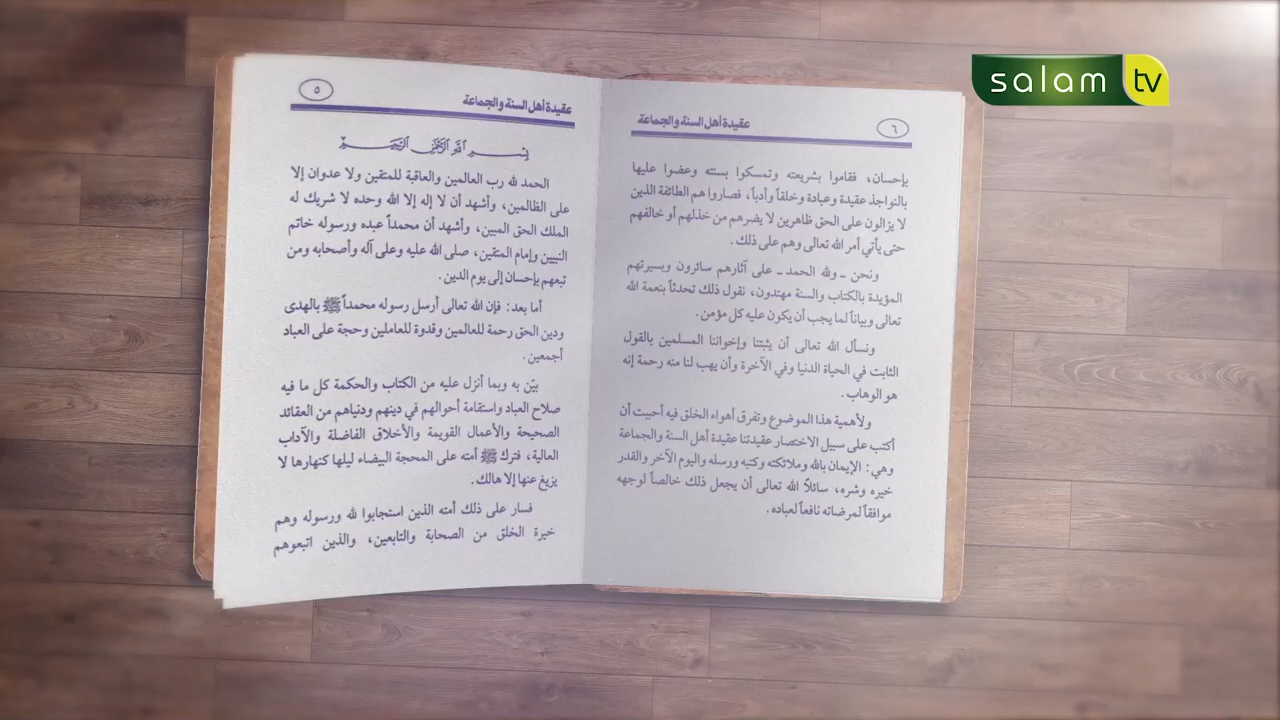 salam tv
٥
عقيدة أهل السنة والجماعة
بسم الله الرحمن الرحيم
الحمد لله رب العالمين والعاقبة للمتقين ولا عدوان إلا
على الظالمين، وأشهد أن لا إله إلا الله وحده لا شريك له
الملك الحق المبين، وأشهد أن محمداً عبده ورسوله خاتم
النبيين وإمام المتقين، صلى الله عليه وعلى آله وأصحابه ومن
تبعهم بإحسان إلى يوم الدين.
أما بعد: فإن الله تعالى أرسل رسوله محمداً ﷺ بالهدى
ودين الحق رحمة للعالمين وقدوة للعاملين وحجة على العباد
أجمعين.
بيّن به وبما أنزل عليه من الكتاب والحكمة كل ما فيه
صلاح العباد واستقامة أحوالهم في دينهم ودنياهم من العقائد
الصحيحة والأعمال القويمة والأخلاق الفاضلة والآداب
العالية، فترك ﷺ أمته على المحجة البيضاء ليلها كنهارها لا
يزيغ عنها إلا هالك.
فسار على ذلك أمته الذين استجابوا لله ورسوله وهم
خيرة الخلق من الصحابة والتابعين، والذين اتبعوهم
عقيدة أهل السنة والجماعة
٦
بإحسان، فقاموا بشريعته وتمسكوا بسنته وعضوا عليها
بالنواجذ عقيدة وعبادة وخلقاً وأدباً، فصاروا هم الطائفة الذين
لا يزالون على الحق ظاهرين لا يضرهم من خذلهم أو خالفهم
حتى يأتي أمر الله تعالى وهم على ذلك.
ونحن ـ ولله الحمد ـ على آثارهم سائرون وبسيرتهم
المؤيدة بالكتاب والسنة مهتدون، نقول ذلك تحدثاً بنعمة الله
تعالى وبياناً لما يجب أن يكون عليه كل مؤمن.
ونسأل الله تعالى أن يثبتنا وإخواننا المسلمين بالقول
الثابت في الحياة الدنيا وفي الآخرة وأن يهب لنا منه رحمة إنه
هو الوهاب.
ولأهمية هذا الموضوع وتفرق أهواء الخلق فيه أحببت أن
أكتب على سبيل الاختصار عقيدتنا عقيدة أهل السنة والجماعة
وهي: الإيمان بالله وملائكته وكتبه ورسله واليوم الآخر والقدر
خيره وشره، سائلاً الله تعالى أن يجعل ذلك خالصاً لوجهه
موافقاً لمرضاته نافعاً لعباده.